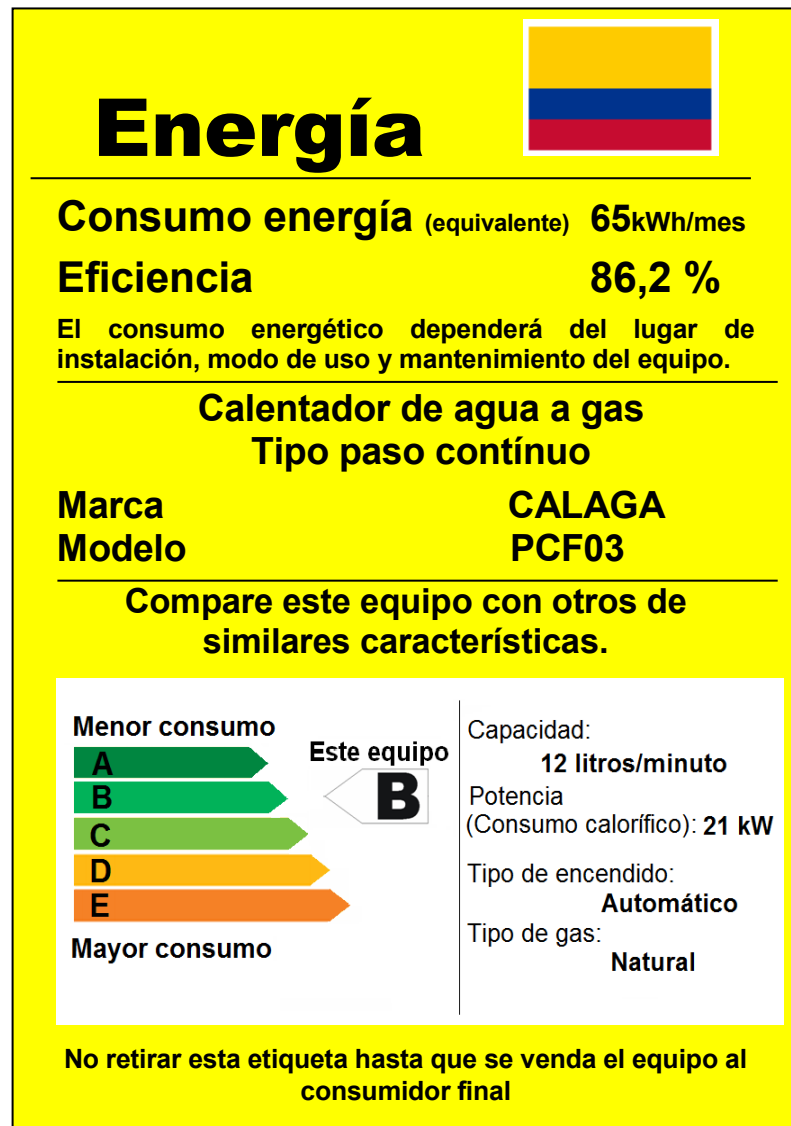 Energía
Consumo energía (equivalente) 65kWh/mes
Eficiencia 86,2 %
El consumo energético dependerá del lugar de
instalación, modo de uso y mantenimiento del equipo.
Calentador de agua a gas
Tipo paso contínuo
Marca CALAGA
Modelo PCF03
Compare este equipo con otros de
similares características.
Menor consumo
A
B
C
D
E
Mayor consumo
Este equipo
B
Capacidad:
12 litros/minuto
Potencia
(Consumo calorífico): 21 kW
Tipo de encendido:
Automático
Tipo de gas:
Natural
No retirar esta etiqueta hasta que se venda el equipo al
consumidor final